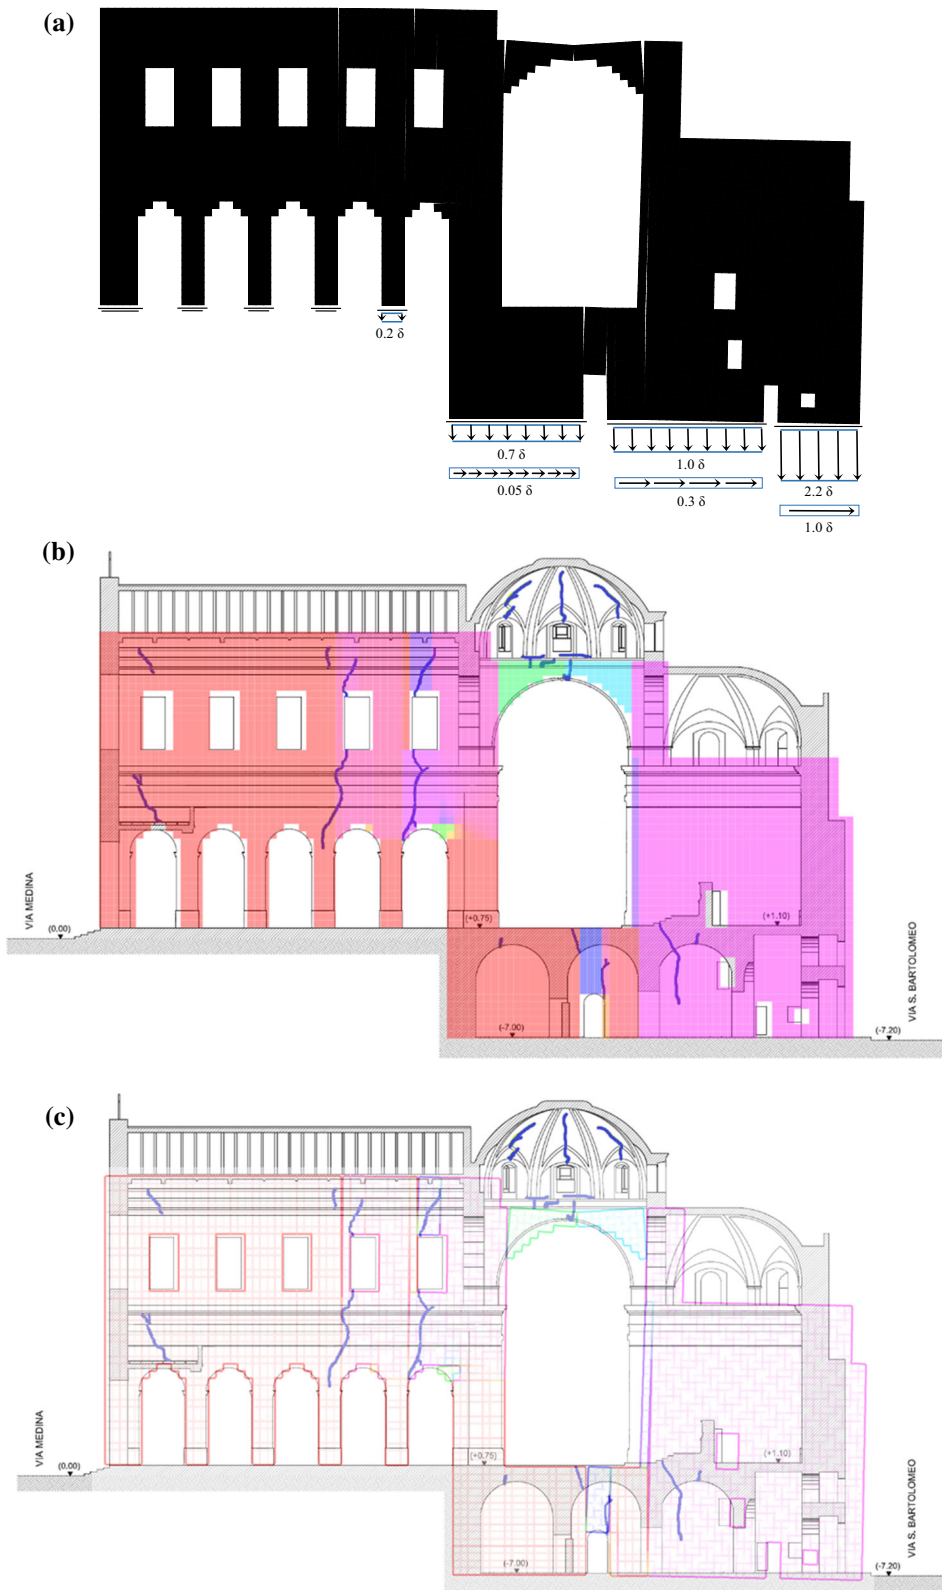 (a)
0.2 δ
0.7 δ
0.05 δ
1.0 δ
0.3 δ
2.2 δ
1.0 δ
(b)
VIA MEDINA
(0.00)
(+0.75)
(+1.10)
(-7.00)
(-7.20)
VIA S. BARTOLOMEO
(c)
VIA MEDINA
(0.00)
(+0.75)
(+1.10)
(-7.00)
(-7.20)
VIA S. BARTOLOMEO